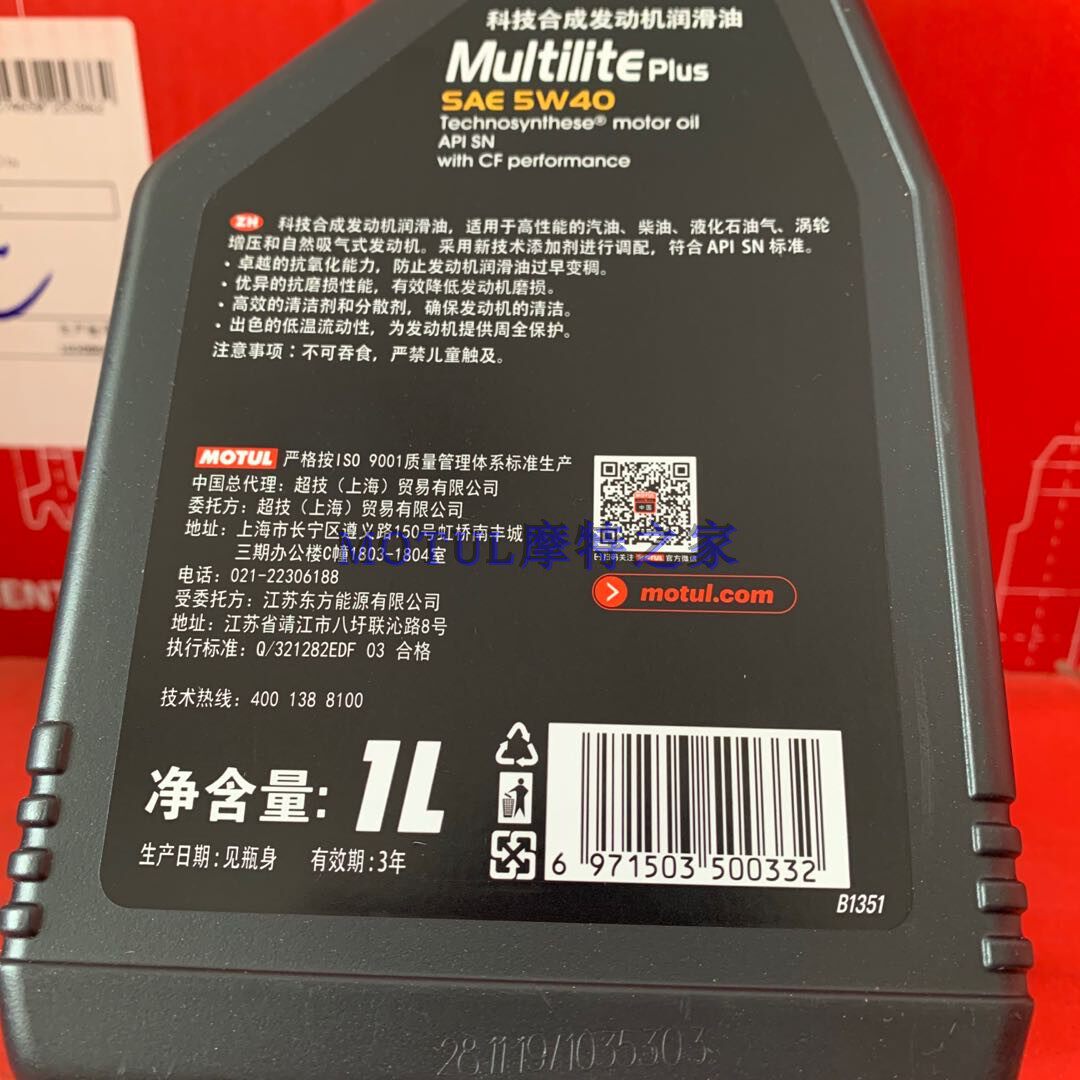 科技合成发动机润滑油
Multilite Plus
SAE 5W40
Technosynthese® motor oil
API SN
with CF performance
ZH 科技合成发动机润滑油，适用于高性能的汽油、柴油、液化石油气、涡轮
增压和自然吸气式发动机。采用新技术添加剂进行调配，符合 API SN 标准。
· 卓越的抗氧化能力，防止发动机润滑油过早变稠。
· 优异的抗磨损性能，有效降低发动机磨损。
· 高效的清洁剂和分散剂，确保发动机的清洁。
· 出色的低温流动性，为发动机提供周全保护。
注意事项：不可吞食，严禁儿童触及。
MOTUL 严格按ISO 9001质量管理体系标准生产
中国总代理：超技（上海）贸易有限公司
委托方：超技（上海）贸易有限公司
地址：上海市长宁区遵义路150号虹桥南丰城
三期办公楼C幢1803-1804室
MOTUL摩特之家
电话：021-22306188
受委托方：江苏东方能源有限公司
地址：江苏省靖江市八圩联沁路8号
执行标准：Q/321282EDF 03 合格
中国
扫码关注 MOTUL 官方微信
motul.com
技术热线：400 138 8100
净含量：1L
生产日期：见瓶身 有效期：3年
6 971503 500332
B1351
28.11.19/1035303
ENT